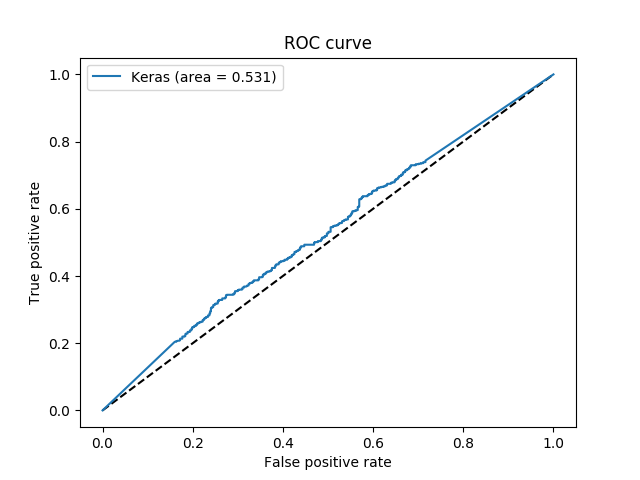 ROC curve
Keras (area = 0.531)
1.0
0.8
0.6
0.4
0.2
0.0
True positive rate
0.0 0.2 0.4 0.6 0.8 1.0
False positive rate